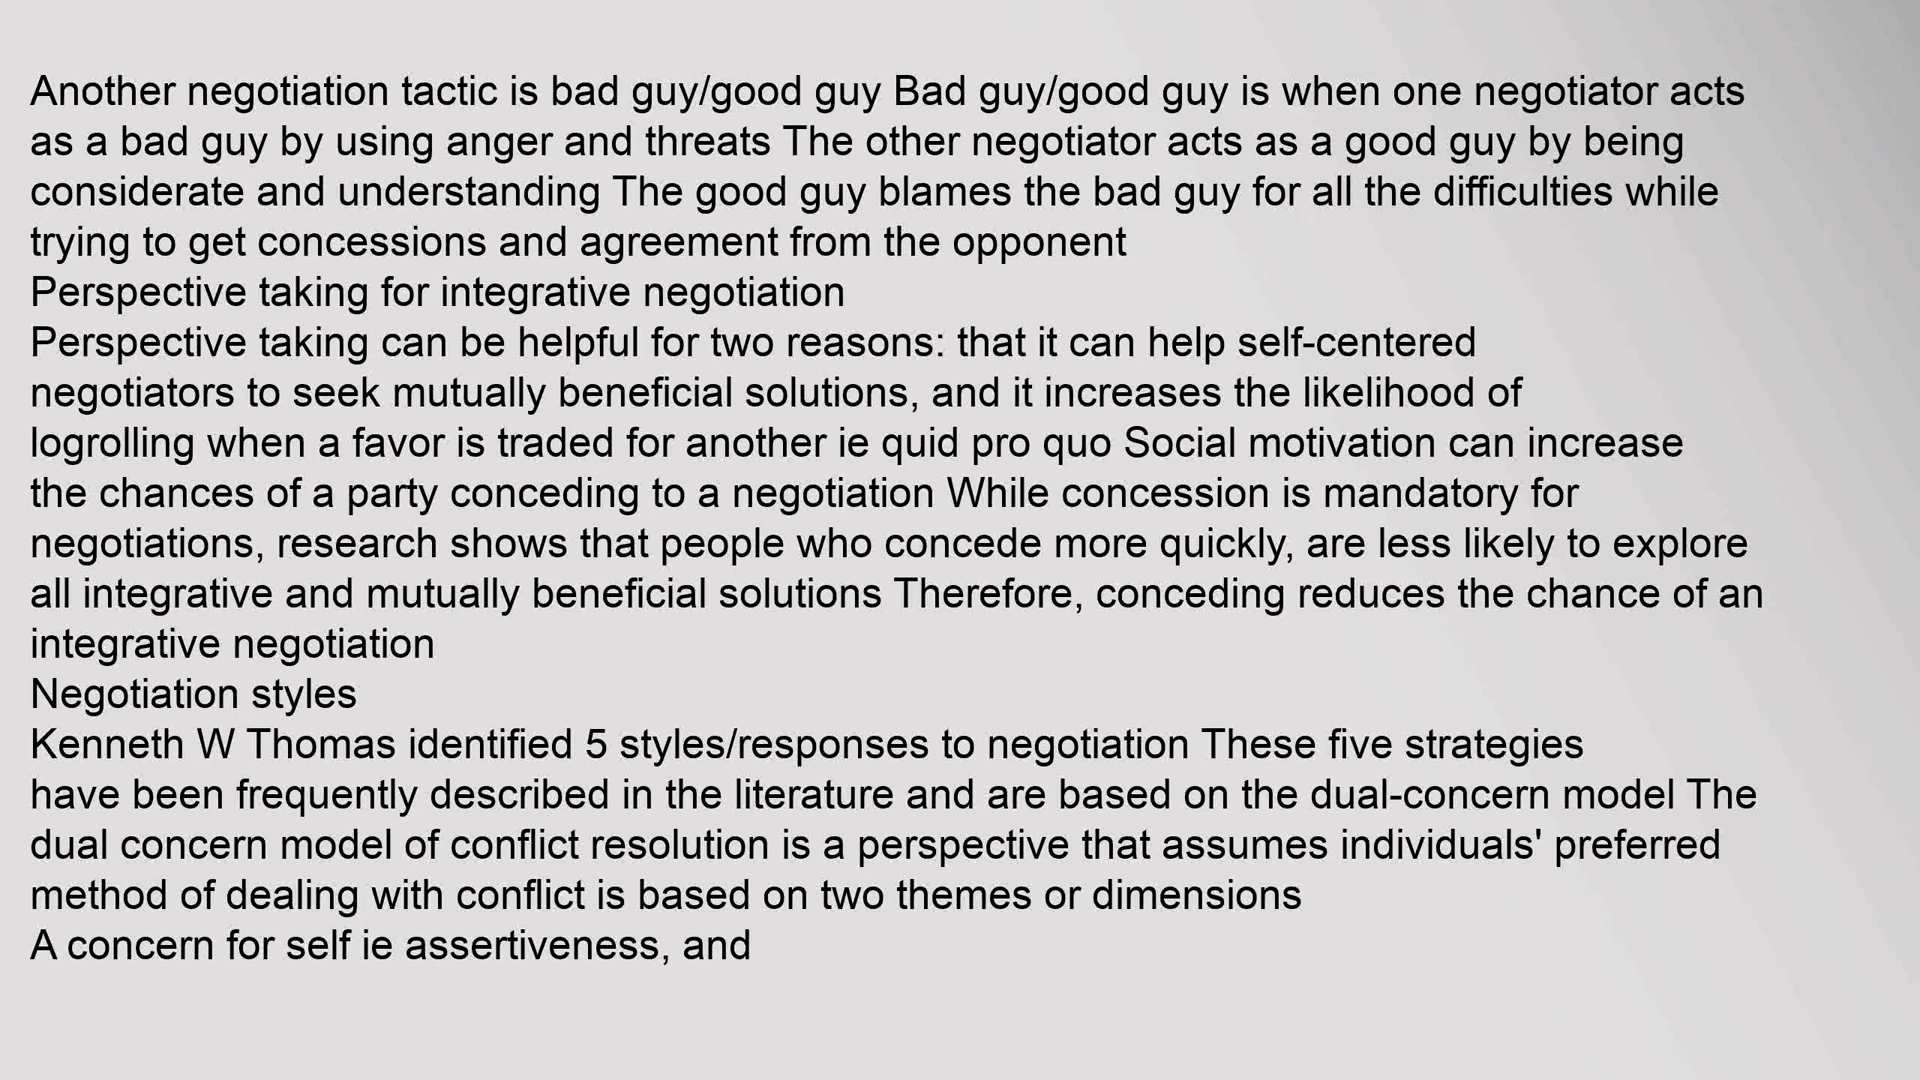 Another negotiation tactic is bad guy/good guy Bad guy/good guy is when one negotiator acts
as a bad guy by using anger and threats The other negotiator acts as a good guy by being
considerate and understanding The good guy blames the bad guy for all the difficulties while
trying to get concessions and agreement from the opponent
Perspective taking for integrative negotiation
Perspective taking can be helpful for two reasons: that it can help self-centered
negotiators to seek mutually beneficial solutions, and it increases the likelihood of
logrolling when a favor is traded for another ie quid pro quo Social motivation can increase
the chances of a party conceding to a negotiation While concession is mandatory for
negotiations, research shows that people who concede more quickly, are less likely to explore
all integrative and mutually beneficial solutions Therefore, conceding reduces the chance of an
integrative negotiation
Negotiation styles
Kenneth W Thomas identified 5 styles/responses to negotiation These five strategies
have been frequently described in the literature and are based on the dual-concern model The
dual concern model of conflict resolution is a perspective that assumes individuals' preferred
method of dealing with conflict is based on two themes or dimensions
A concern for self ie assertiveness, and